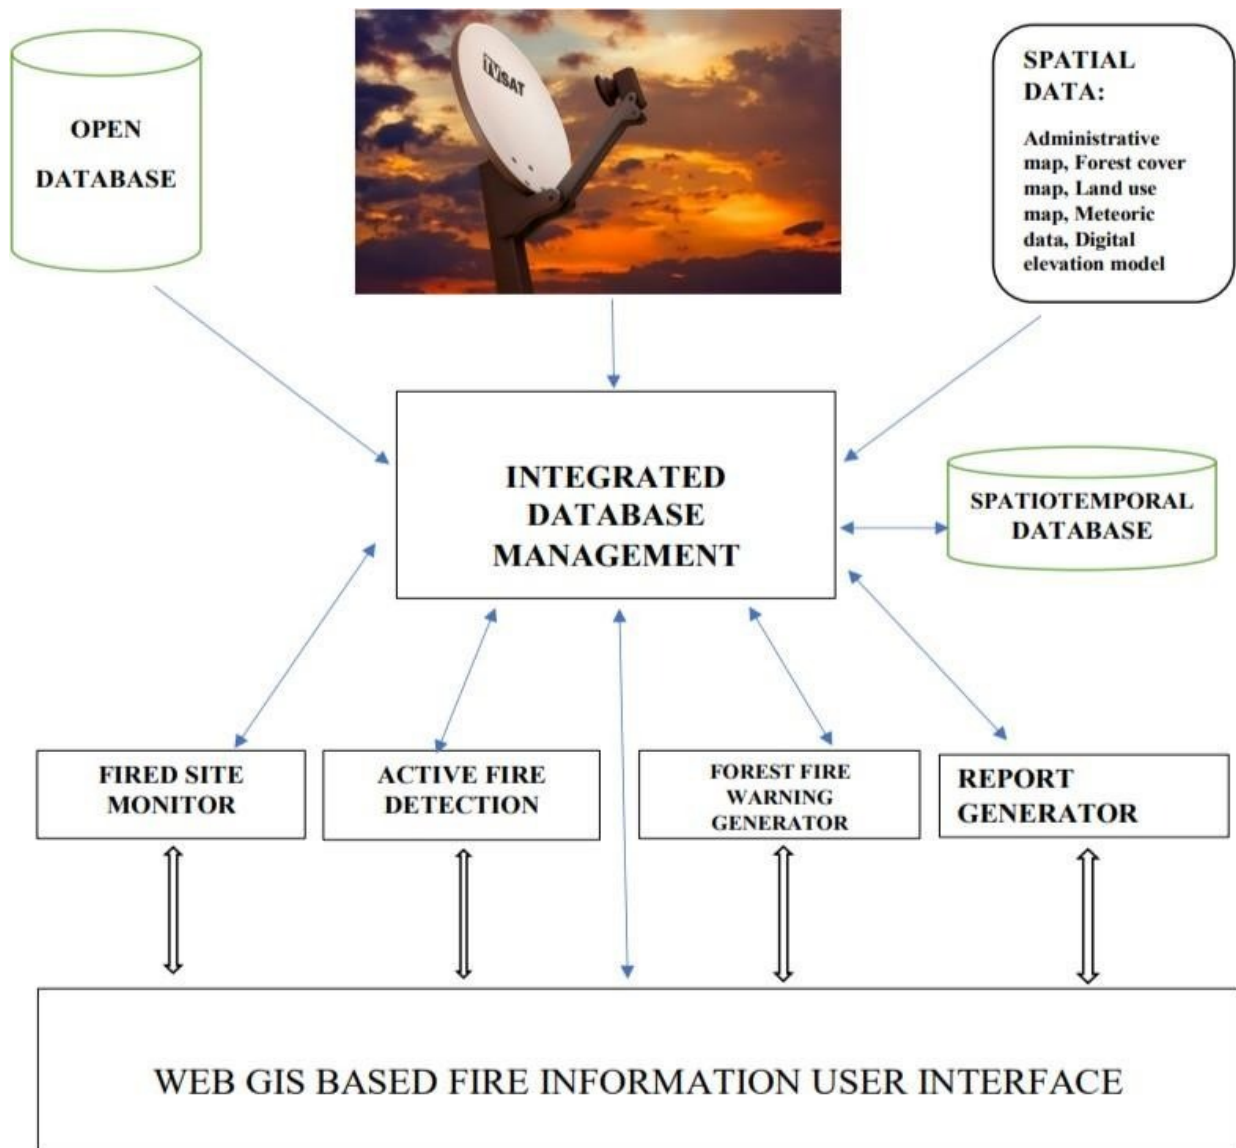 OPEN
DATABASE
TVSAT
SPATIAL
DATA:
Administrative
map, Forest cover
map, Land use
map, Meteoric
data, Digital
elevation model
INTEGRATED
DATABASE
MANAGEMENT
SPATIOTEMPORAL
DATABASE
FIRED SITE
MONITOR
ACTIVE FIRE
DETECTION
FOREST FIRE
WARNING
GENERATOR
REPORT
GENERATOR
WEB GIS BASED FIRE INFORMATION USER INTERFACE